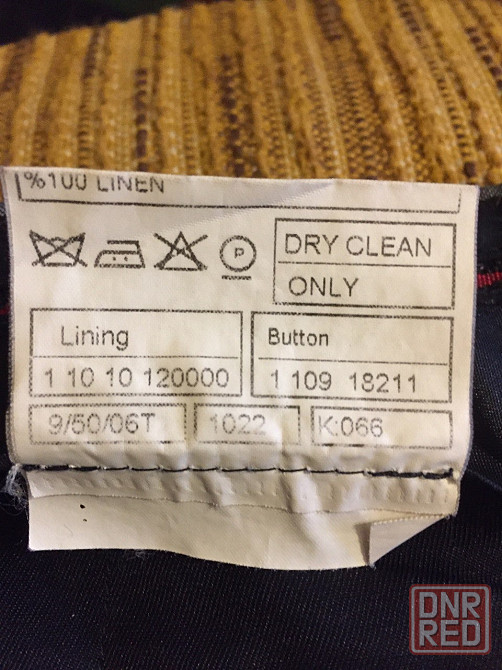 %100 LINEN
P
DRY CLEAN
ONLY
Lining
1 10 10 120000
Button
1 109 18211
9/50/06T
1022
K:066
DNR
RED